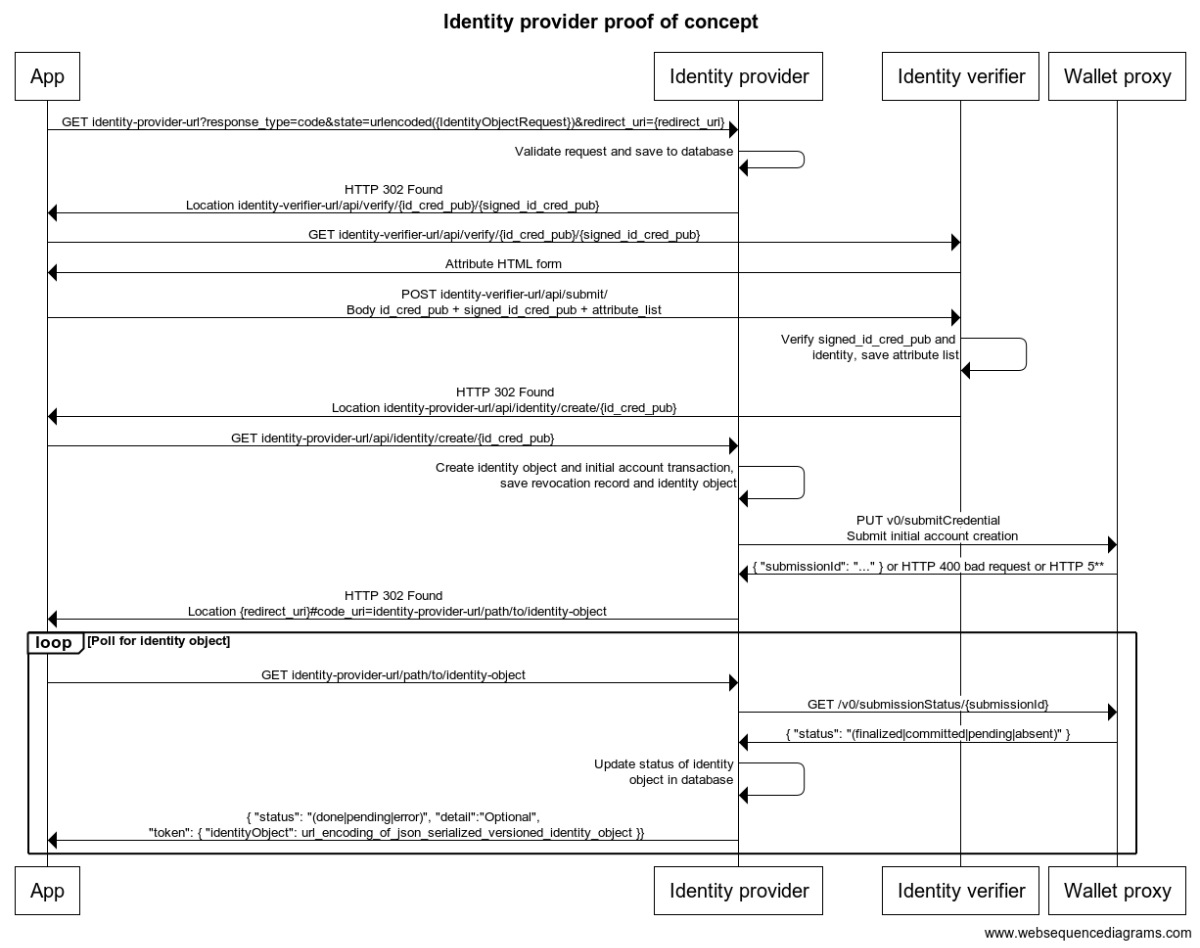 Identity provider proof of concept
App
Identity provider
Identity verifier
Wallet proxy
GET identity-provider-url?response_type=code&state=urlencoded({IdentityObjectRequest})&redirect_uri={redirect_uri}
Validate request and save to database
HTTP 302 Found
Location identity-verifier-url/api/verify/{id_cred_pub}/{signed_id_cred_pub}
GET identity-verifier-url/api/verify/{id_cred_pub}/{signed_id_cred_pub}
Attribute HTML form
POST identity-verifier-url/api/submit/
Body id_cred_pub + signed_id_cred_pub + attribute_list
Verify signed_id_cred_pub and
identity, save attribute list
HTTP 302 Found
Location identity-provider-url/api/identity/create/{id_cred_pub}
GET identity-provider-url/api/identity/create/{id_cred_pub}
Create identity object and initial account transaction,
save revocation record and identity object
PUT v0/submitCredential
Submit initial account creation
{ "submissionId": "..." } or HTTP 400 bad request or HTTP 5**
HTTP 302 Found
Location {redirect_uri}#code_uri=identity-provider-url/path/to/identity-object
loop
[Poll for identity object]
GET identity-provider-url/path/to/identity-object
GET /v0/submissionStatus/{submissionId}
{ "status": "(finalized|committed|pending|absent)" }
Update status of identity
object in database
{ "status": "(done|pending|error)", "detail":"Optional",
"token": { "identityObject": url_encoding_of_json_serialized_versioned_identity_object }}
App
Identity provider
Identity verifier
Wallet proxy
www.websequencediagrams.com